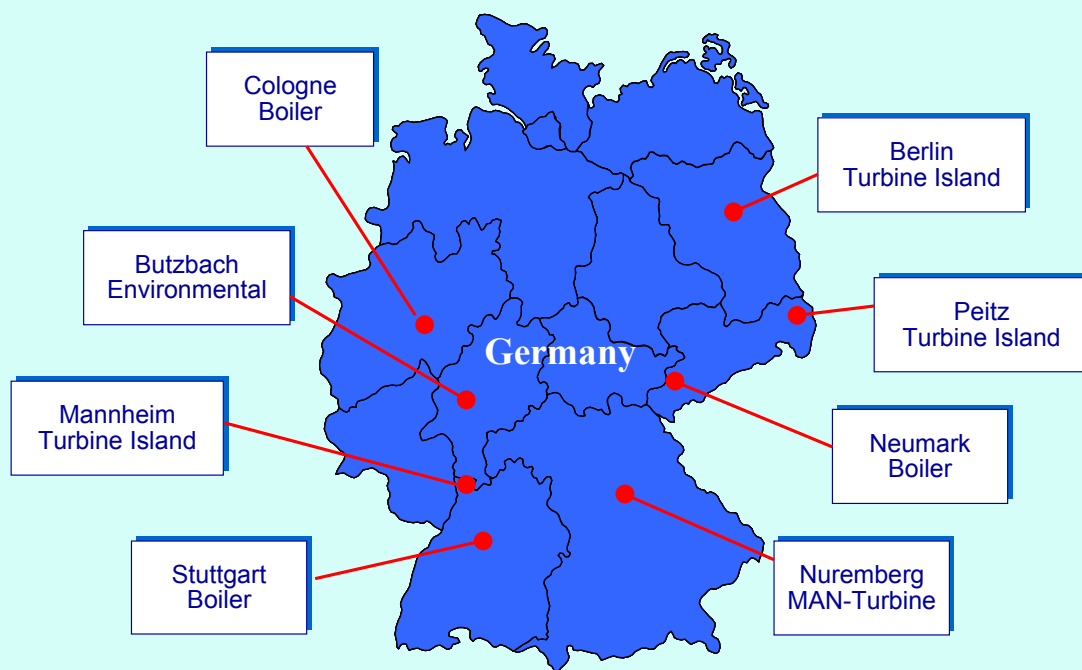 Cologne
Boiler
Berlin
Turbine Island
Butzbach
Environmental
Peitz
Turbine Island
Germany
Mannheim
Turbine Island
Neumark
Boiler
Stuttgart
Boiler
Nuremberg
MAN-Turbine